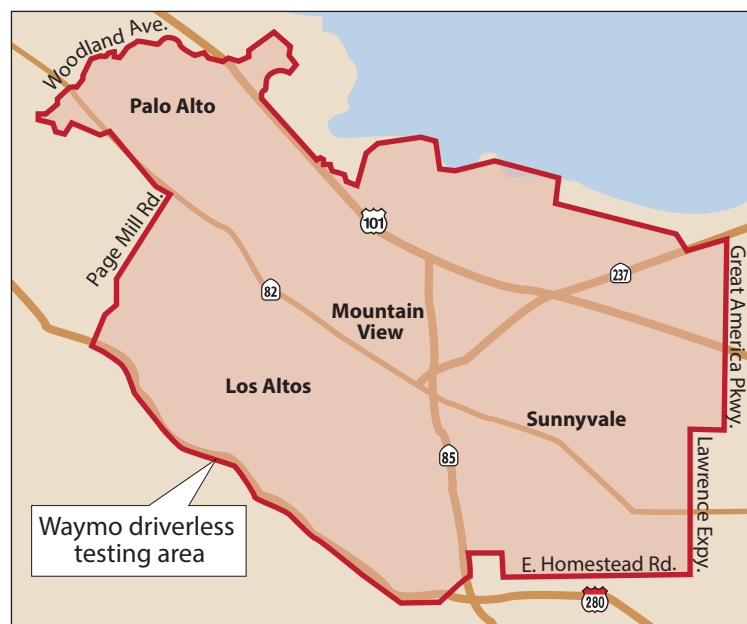 Woodland Ave.
Palo Alto
Page Mill Rd.
101
237
82
Mountain
View
Great America Pkwy.
Los Altos
Sunnyvale
85
Lawrence Expy.
Waymo driverless
testing area
E. Homestead Rd.
280